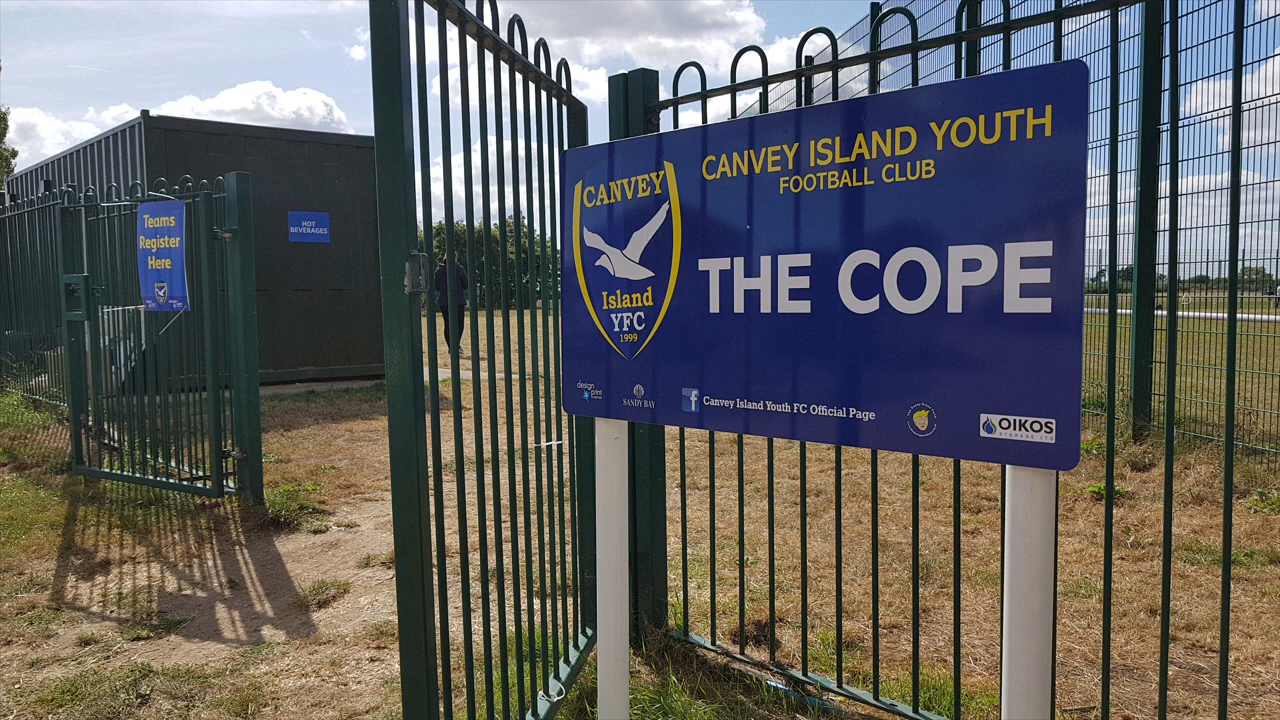 Teams
Register
Here
HOT
BEVERAGES
CANVEY
Island
YFC
1999
CANVEY ISLAND YOUTH
FOOTBALL CLUB
THE COPE
design
print
SANDY BAY
f
Canvey Island Youth FC Official Page
OIKOS
STORAGE LTD